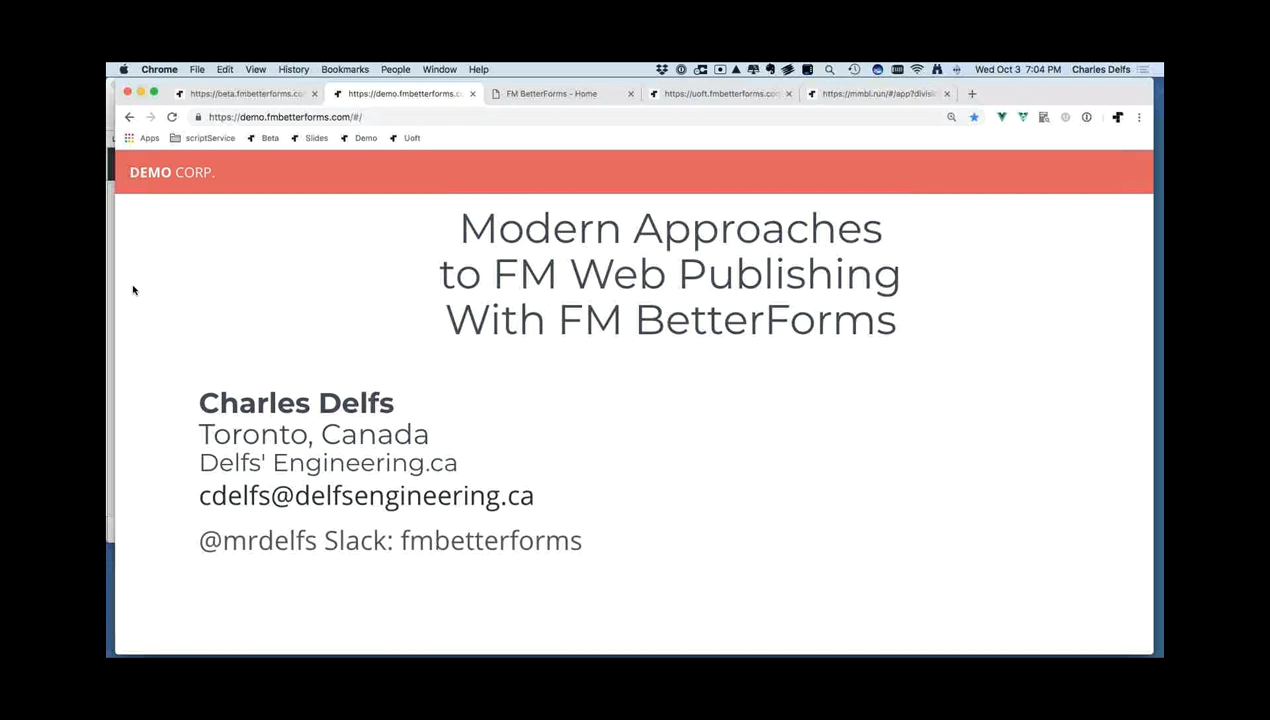 Chrome File Edit View History Bookmarks People Window Help Wed Oct 3 7:04 PM Charles Delfs
https://beta.fmbetterforms.co https://demo.fmbetterforms.c FM BetterForms - Home https://uoft.fmbetterforms.co https://mmbl.run/#/app?divisi
https://demo.fmbetterforms.com/#/
Apps scriptService Beta Slides Demo Uoft
DEMO CORP.
Modern Approaches
to FM Web Publishing
With FM BetterForms
Charles Delfs
Toronto, Canada
Delfs' Engineering.ca
cdelfs@delfsengineering.ca
@mrdelfs Slack: fmbetterforms